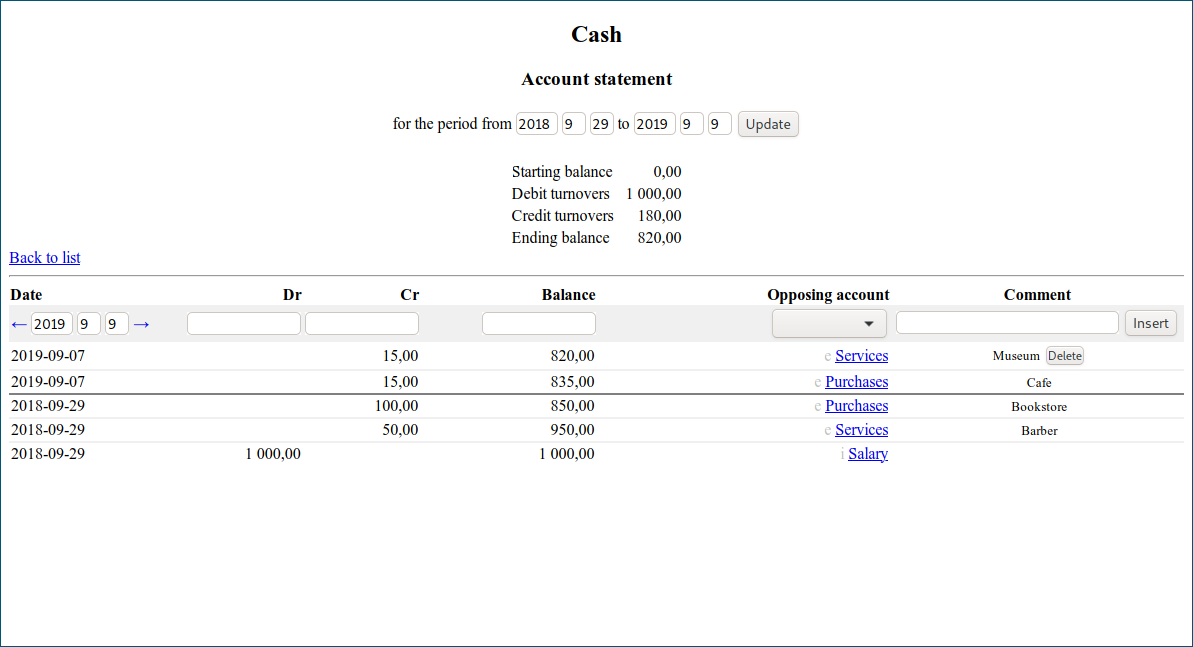 Cash
Account statement
for the period from 2018 9 29 to 2019 9 9 Update
Starting balance 0,00
Debit turnovers 1 000,00
Credit turnovers 180,00
Ending balance 820,00
Back to list
Date Dr Cr Balance Opposing account Comment
← 2019 9 9 → Insert
2019-09-07 15,00 820,00 e Services Museum Delete
2019-09-07 15,00 835,00 e Purchases Cafe
2018-09-29 100,00 850,00 e Purchases Bookstore
2018-09-29 50,00 950,00 e Services Barber
2018-09-29 1 000,00 1 000,00 i Salary